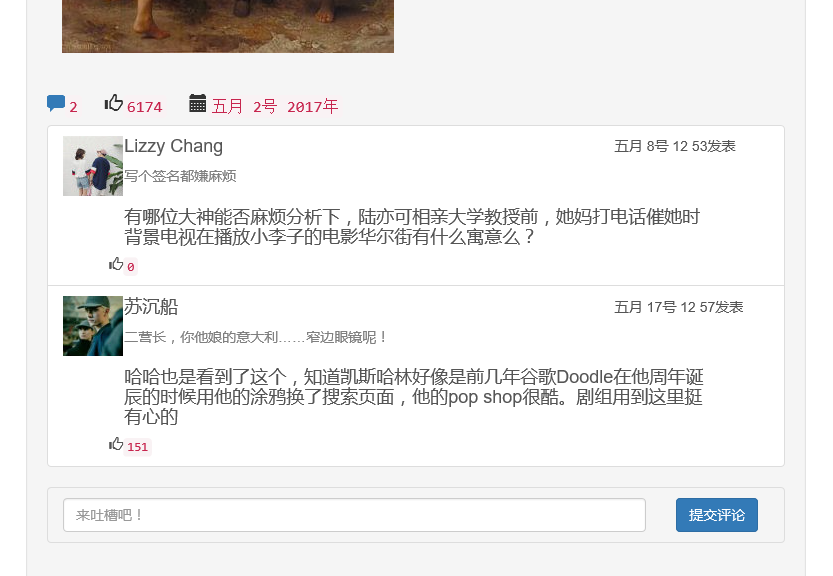 2 6174 五月 2号 2017年
Lizzy Chang 五月 8号 12 53发表
写个签名都嫌麻烦
有哪位大神能否麻烦分析下，陆亦可相亲大学教授前，她妈打电话催她时
背景电视在播放小李子的电影华尔街有什么寓意么？
0
苏沉船 五月 17号 12 57发表
二营长，你他娘的意大利……窄边眼镜呢！
哈哈也是看到了这个，知道凯斯哈林好像是前几年谷歌Doodle在他周年诞
辰的时候用他的涂鸦换了搜索页面，他的pop shop很酷。剧组用到这里挺
有心的
151
来吐槽吧！ 提交评论